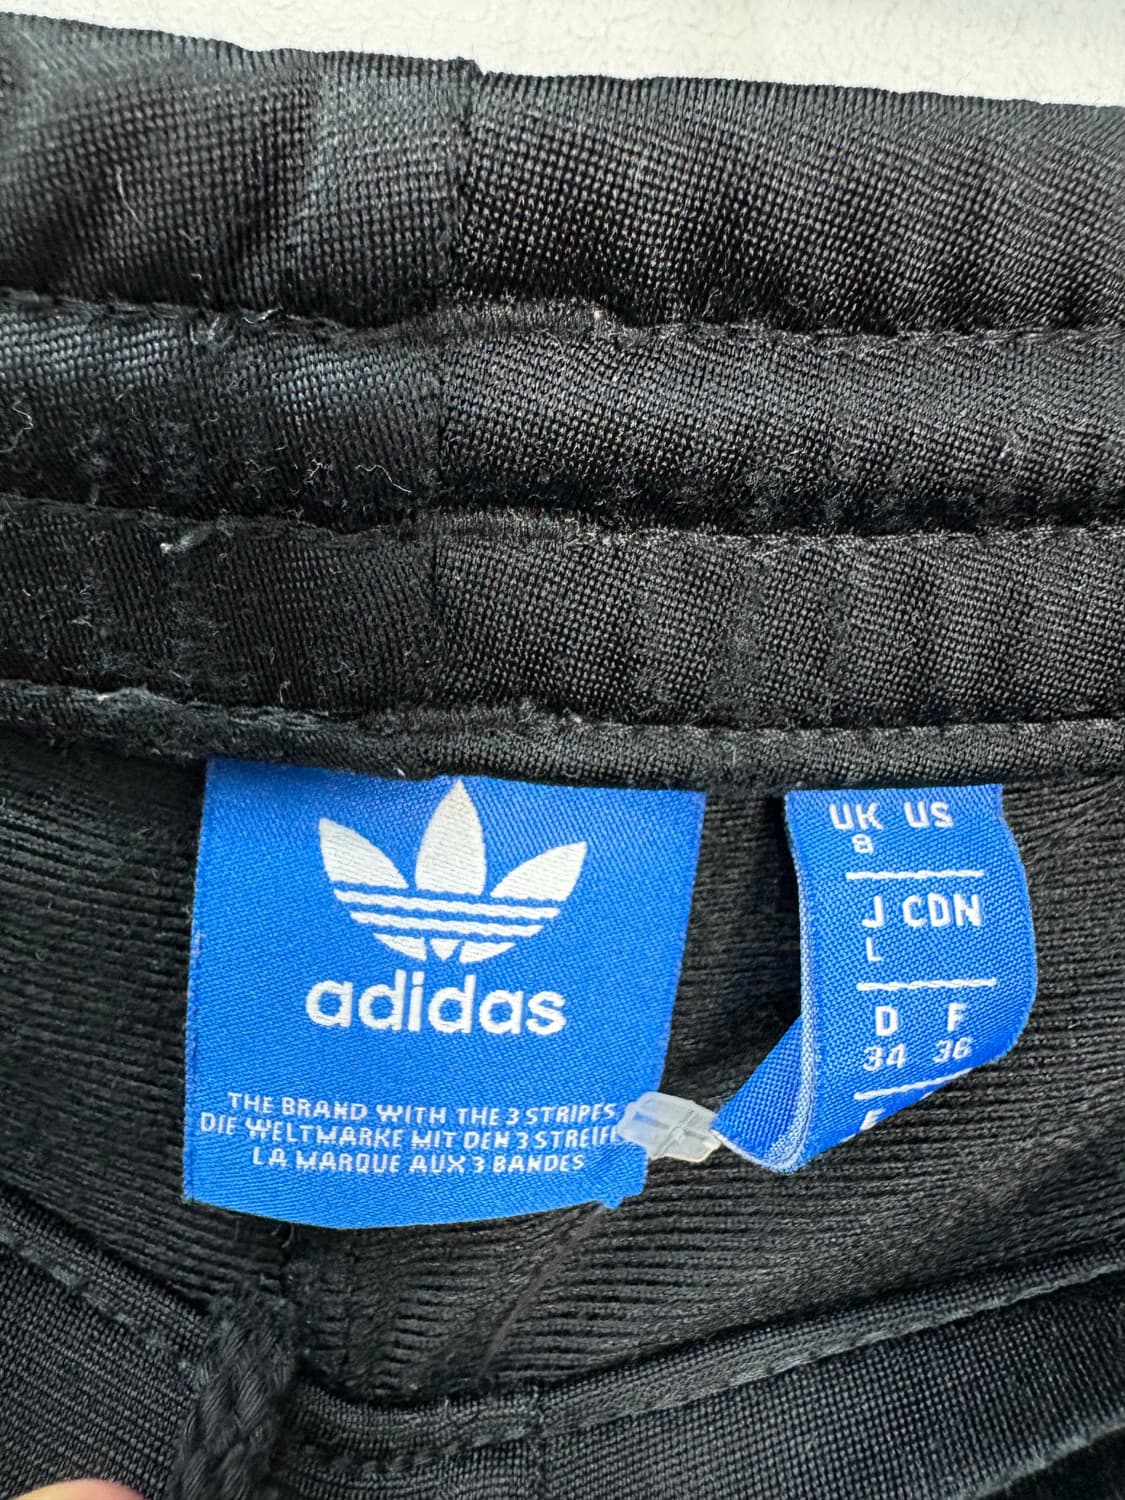 adidas
THE BRAND WITH THE 3 STRIPES
DIE WELTMARKE MIT DEN 3
LA MARQUE AUX 3 BANDES
UK US
8
J CDN
L
D F
34 36